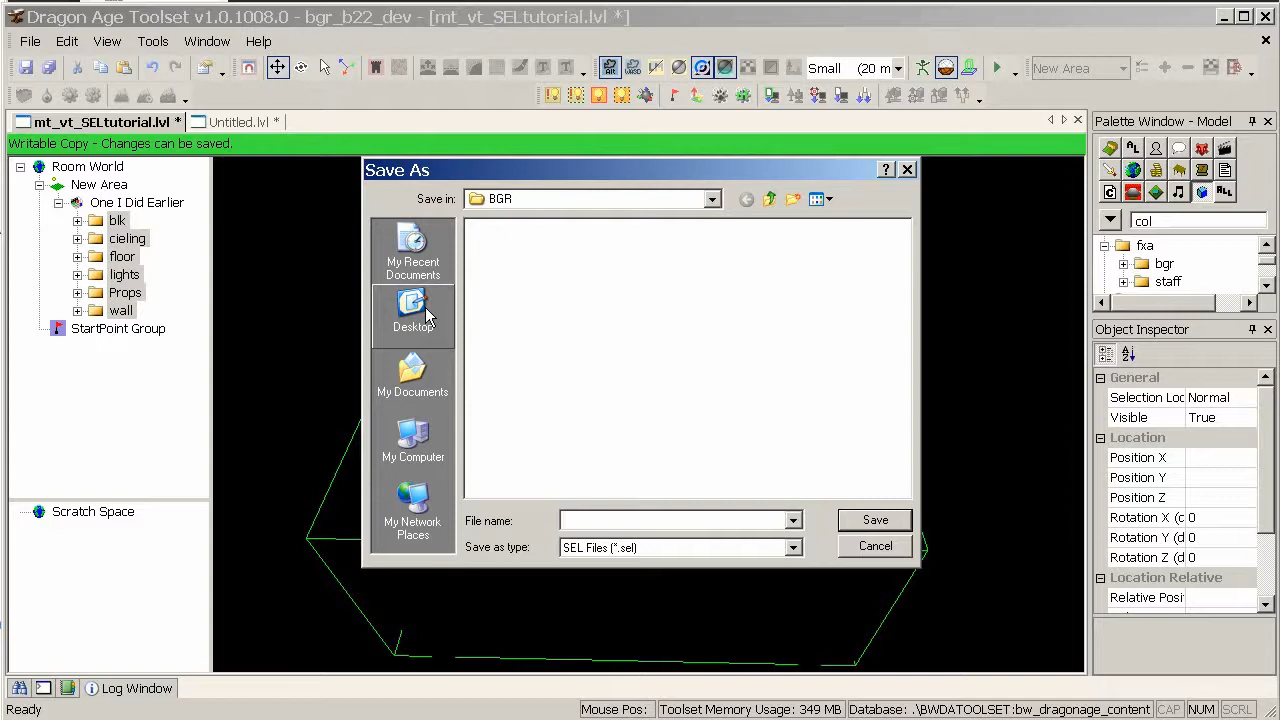 Dragon Age Toolset v1.0.1008.0 - bgr_b22_dev - [mt_vt_SELtutorial.lvl *]
File Edit View Tools Window Help
Small (20 m
New Area
mt_vt_SELtutorial.lvl * Untitled.lvl *
Writable Copy - Changes can be saved.
Room World
New Area
One I Did Earlier
blk
cieling
floor
lights
Props
wall
StartPoint Group
Scratch Space
Save As
Save in: BGR
My Recent
Documents
Desktop
My Documents
My Computer
My Network
Places
File name:
Save
Save as type: SEL Files (*.sel)
Cancel
Palette Window - Model
col
fxa
bgr
staff
Object Inspector
General
Selection Loc Normal
Visible True
Location
Position X
Position Y
Position Z
Rotation X (d 0
Rotation Y (d 0
Rotation Z (d 0
Location Relative
Relative Posi
Log Window
Ready
Mouse Pos: Toolset Memory Usage: 349 MB Database: .\BWDATOOLSET:bw_dragonage_content CAP NUM SCRL